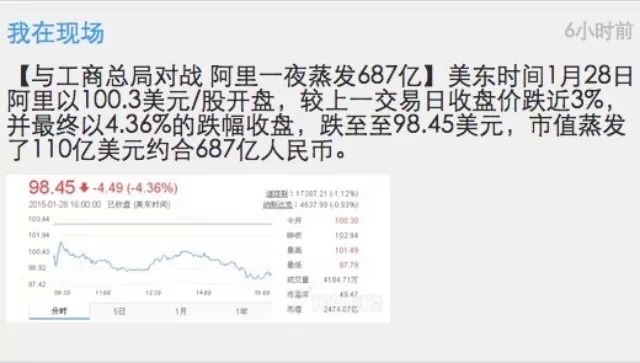 我在现场
6小时前
【与工商总局对战 阿里一夜蒸发687亿】美东时间1月28日
阿里以100.3美元/股开盘，较上一交易日收盘价跌近3%，
并最终以4.36%的跌幅收盘，跌至至98.45美元，市值蒸发
了110亿美元约合687亿人民币。
98.45 -4.49 (-4.36%)
2015-01-28 16:00:00 已收盘 (美东时间)
道琼斯：17387.21 (-1.12%)
纳斯达克：4637.99 (-0.93%)
103.44
101.94
100.43
98.92
97.42
09:30 11:00 12:30 14:00 16:00
分时 5日 1月 1年
今开 100.30
昨收 102.94
最高 101.49
最低 97.79
成交量 4184.71万
市盈率 49.47
市值 2474.07亿